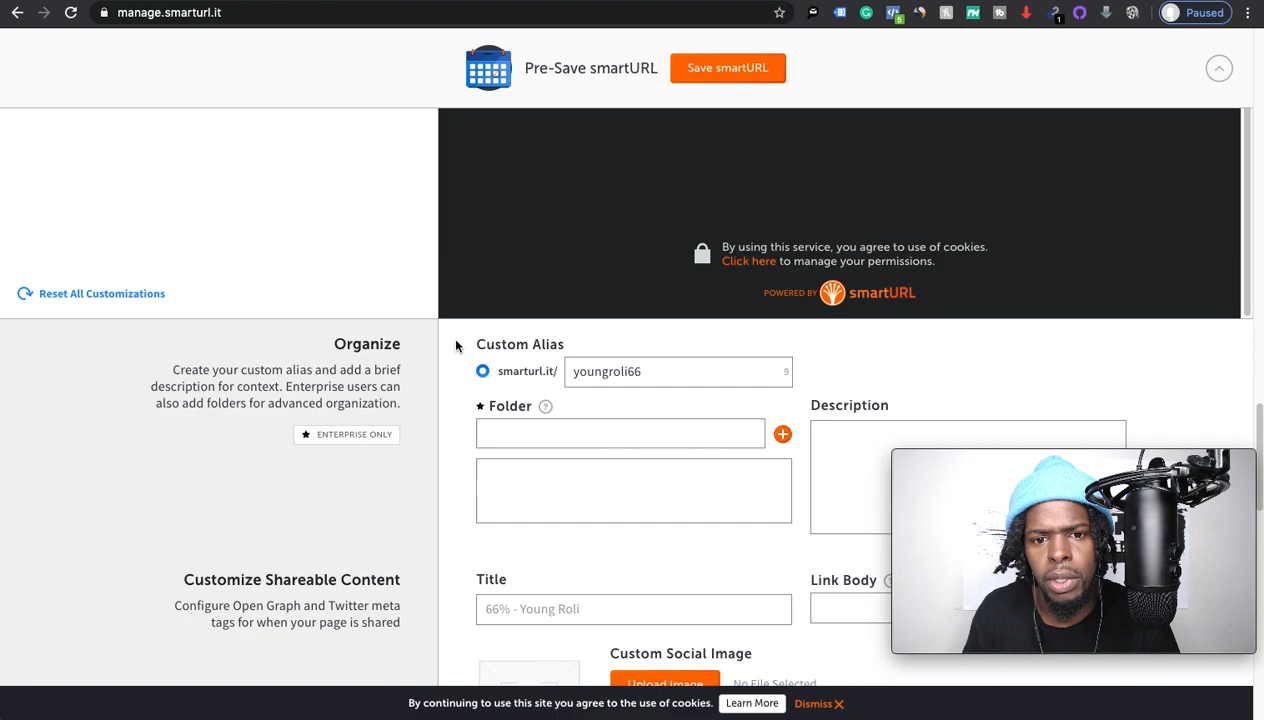 manage.smarturl.it
Paused
5
1
Pre-Save smartURL
Save smartURL
By using this service, you agree to use of cookies.
Click here to manage your permissions.
POWERED BY smartURL
Reset All Customizations
Organize
Create your custom alias and add a brief
description for context. Enterprise users can
also add folders for advanced organization.
ENTERPRISE ONLY
Custom Alias
smarturl.it/
youngroli66
9
Folder ?
Description
Customize Shareable Content
Configure Open Graph and Twitter meta
tags for when your page is shared
Title
66% - Young Roli
Link Body
Custom Social Image
Upload Image
No File Selected
By continuing to use this site you agree to the use of cookies.
Learn More
Dismiss